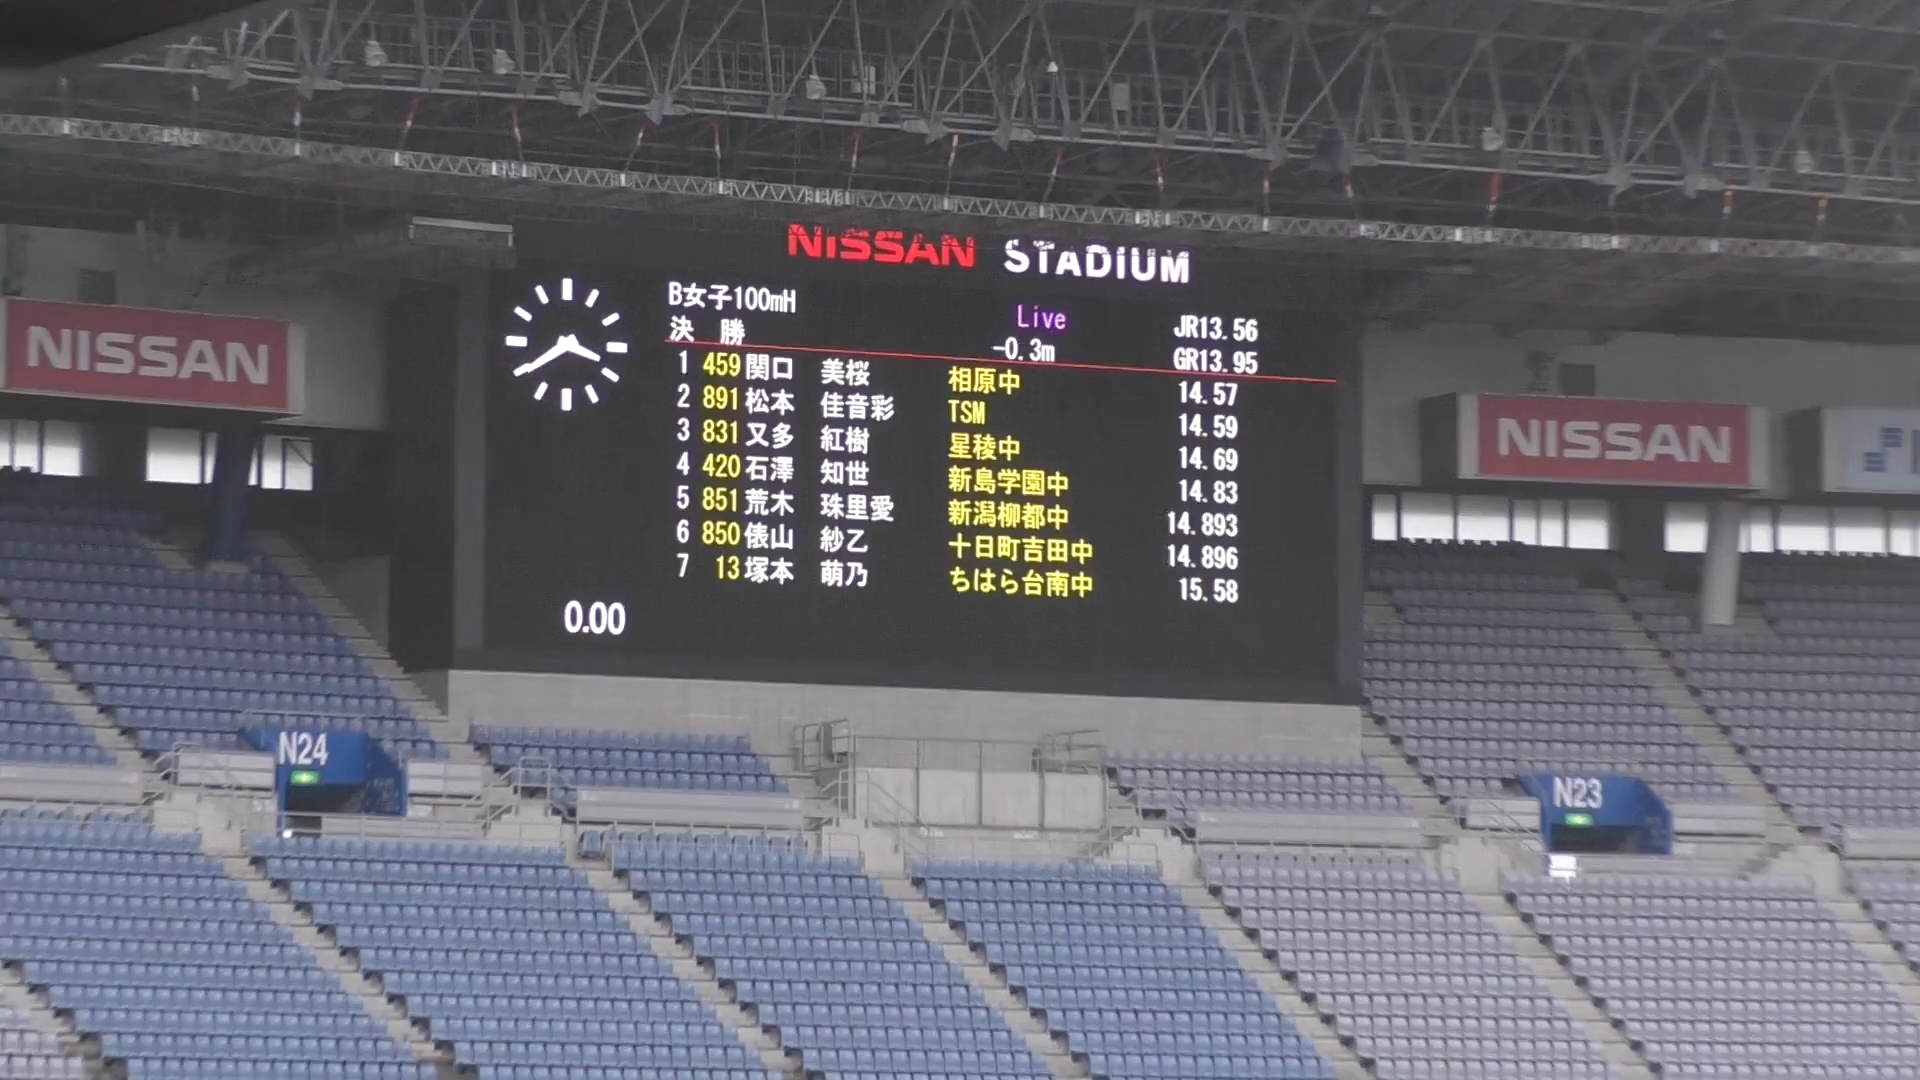 NISSAN STADIUM
B女子100mH
Live
JR13.56
決 勝
-0.3m
GR13.95
1 459 関口 美桜 相原中 14.57
2 891 松本 佳音彩 TSM 14.59
3 831 又多 紅樹 星稜中 14.69
4 420 石澤 知世 新島学園中 14.83
5 851 荒木 珠里愛 新潟柳都中 14.893
6 850 俵山 紗乙 十日町吉田中 14.896
7 13 塚本 萌乃 ちはら台南中 15.58
0.00
NISSAN
NISSAN
N24
N23